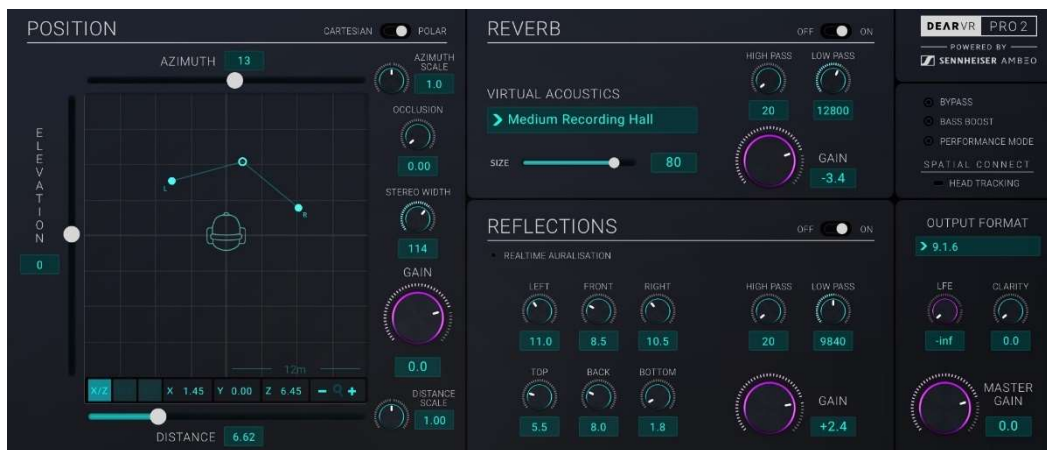 POSITION
CARTESIAN POLAR
AZIMUTH 13
AZIMUTH SCALE
1.0
OCCLUSION
0.00
STEREO WIDTH
114
GAIN
0.0
ELEVATION
0
L
R
12m
X/Z X 1.45 Y 0.00 Z 6.45 − +
DISTANCE SCALE
1.00
DISTANCE 6.62
REVERB
OFF ON
HIGH PASS LOW PASS
20 12800
VIRTUAL ACOUSTICS
Medium Recording Hall
SIZE 80
GAIN
-3.4
REFLECTIONS
OFF ON
REALTIME AURALISATION
LEFT FRONT RIGHT
11.0 8.5 10.5
TOP BACK BOTTOM
5.5 8.0 1.8
HIGH PASS LOW PASS
20 9840
GAIN
+2.4
DEARVR PRO 2
POWERED BY
SENNHEISER AMBEO
BYPASS
BASS BOOST
PERFORMANCE MODE
SPATIAL CONNECT
HEAD TRACKING
OUTPUT FORMAT
9.1.6
LFE CLARITY
-inf 0.0
MASTER
GAIN
0.0